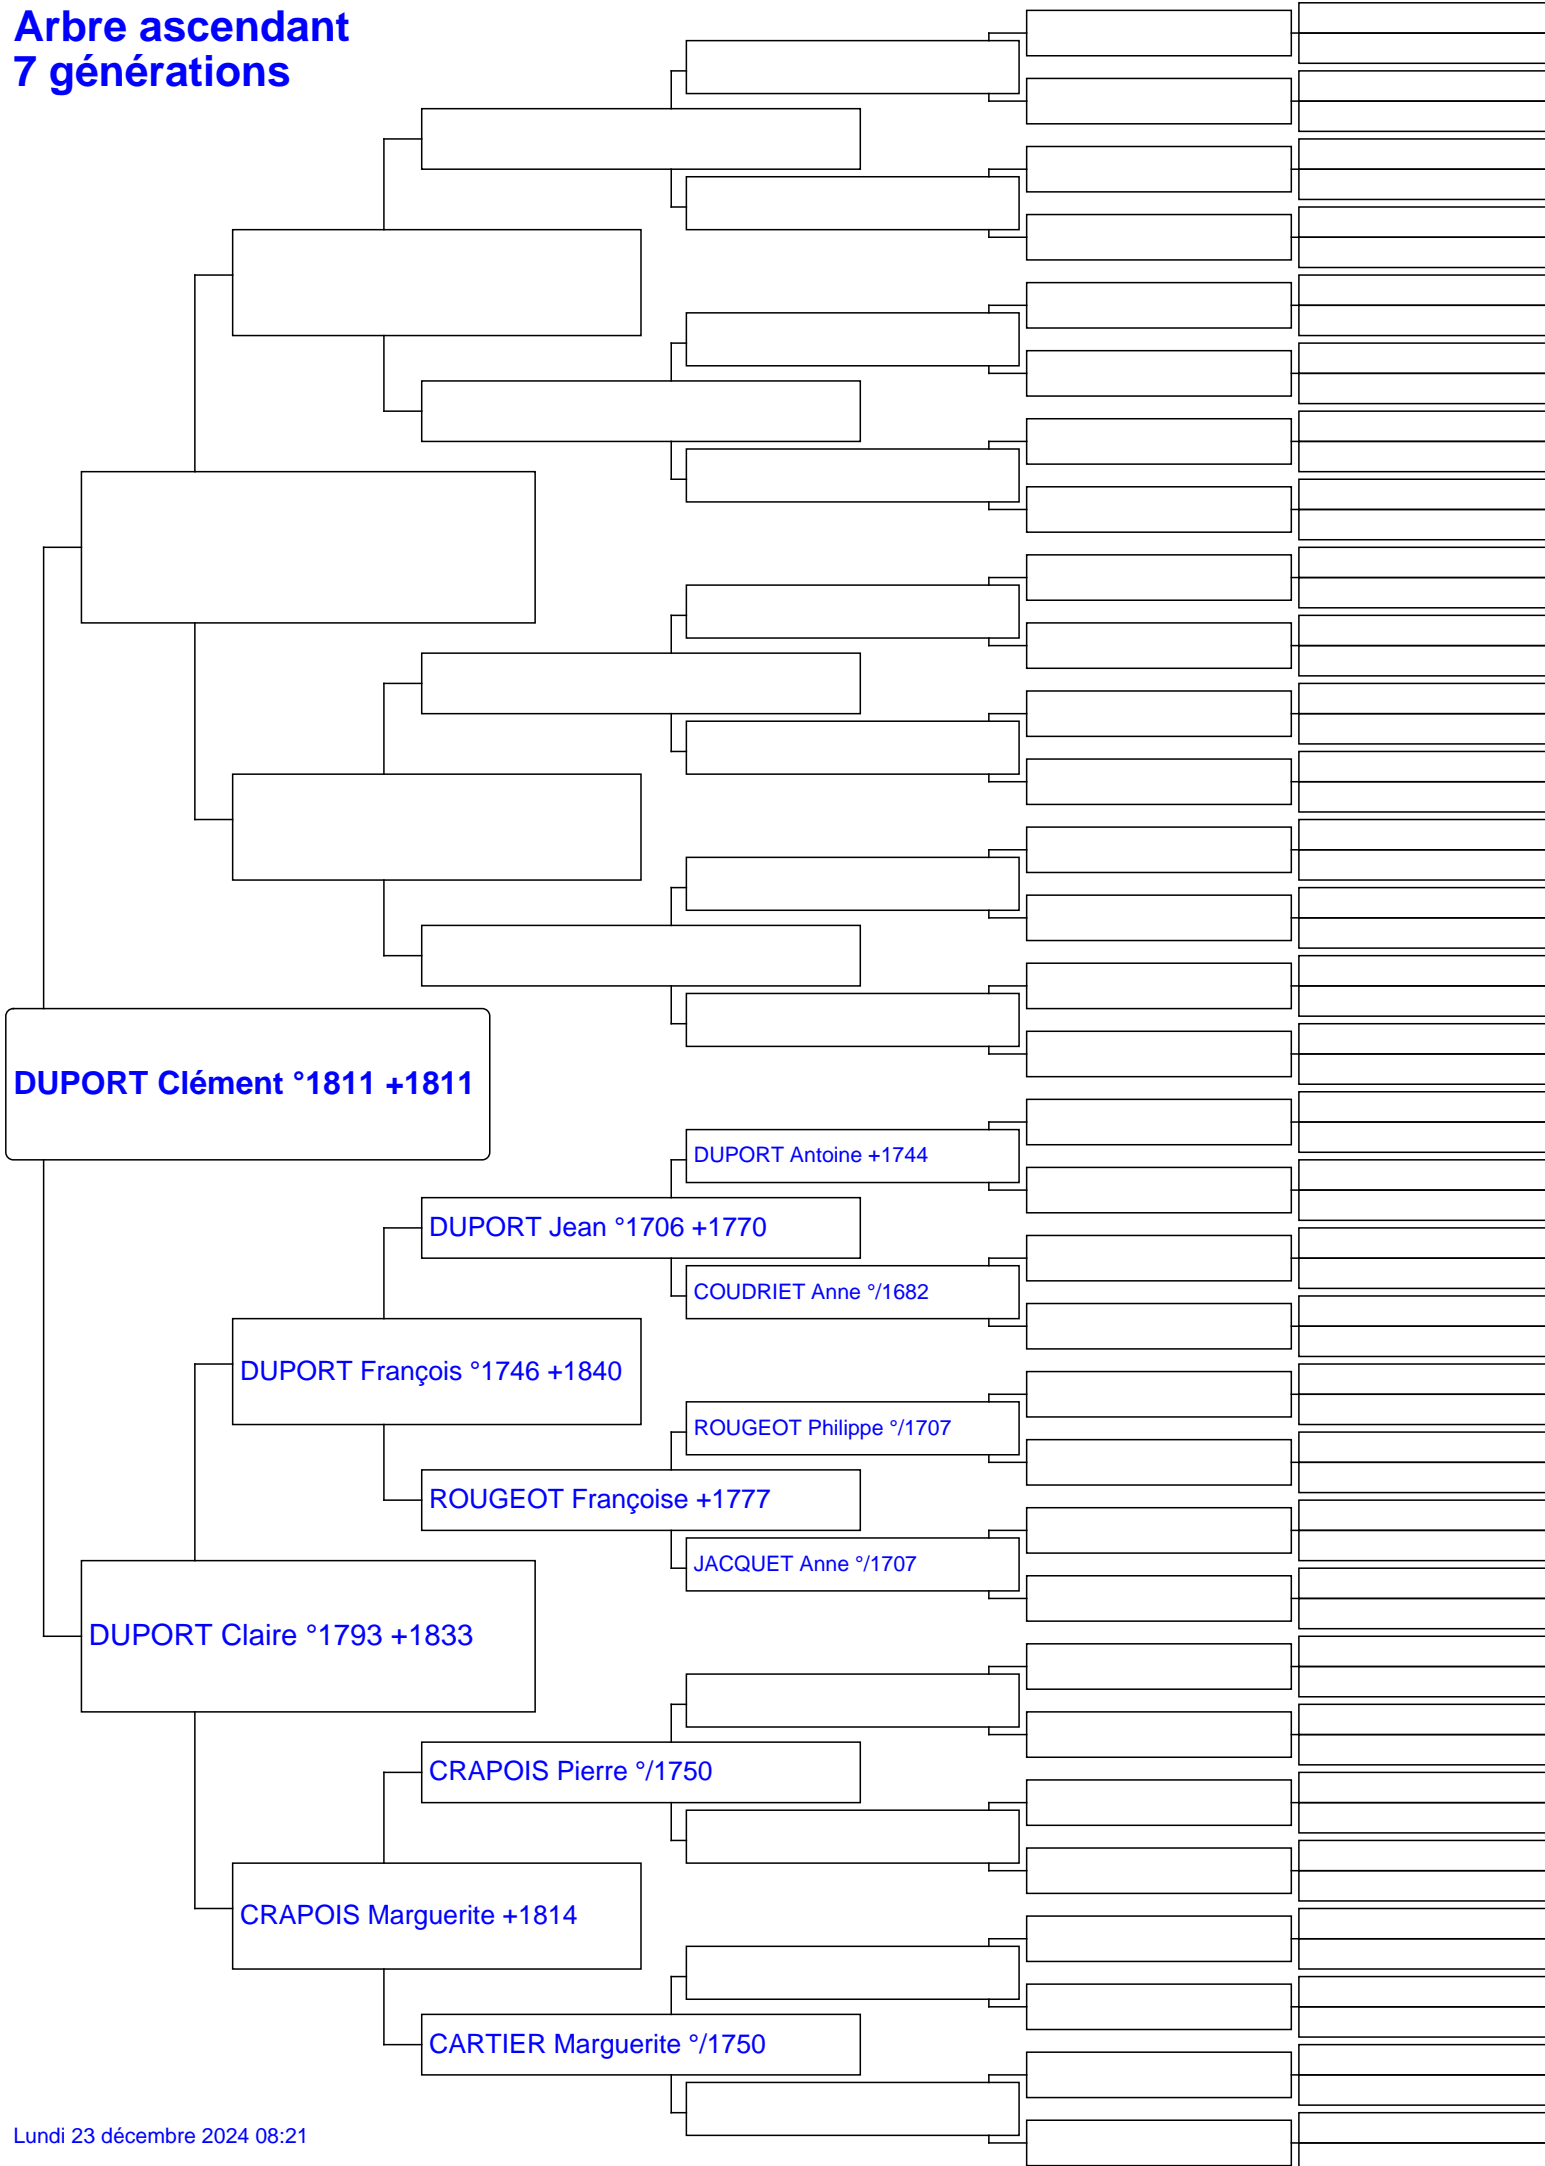 Arbre ascendant
7 générations
DUPORT Clément °1811 +1811
DUPORT Antoine +1744
DUPORT Jean °1706 +1770
COUDRIET Anne °/1682
DUPORT François °1746 +1840
ROUGEOT Philippe °/1707
ROUGEOT Françoise +1777
JACQUET Anne °/1707
DUPORT Claire °1793 +1833
CRAPOIS Pierre °/1750
CRAPOIS Marguerite +1814
CARTIER Marguerite °/1750
Lundi 23 décembre 2024 08:21